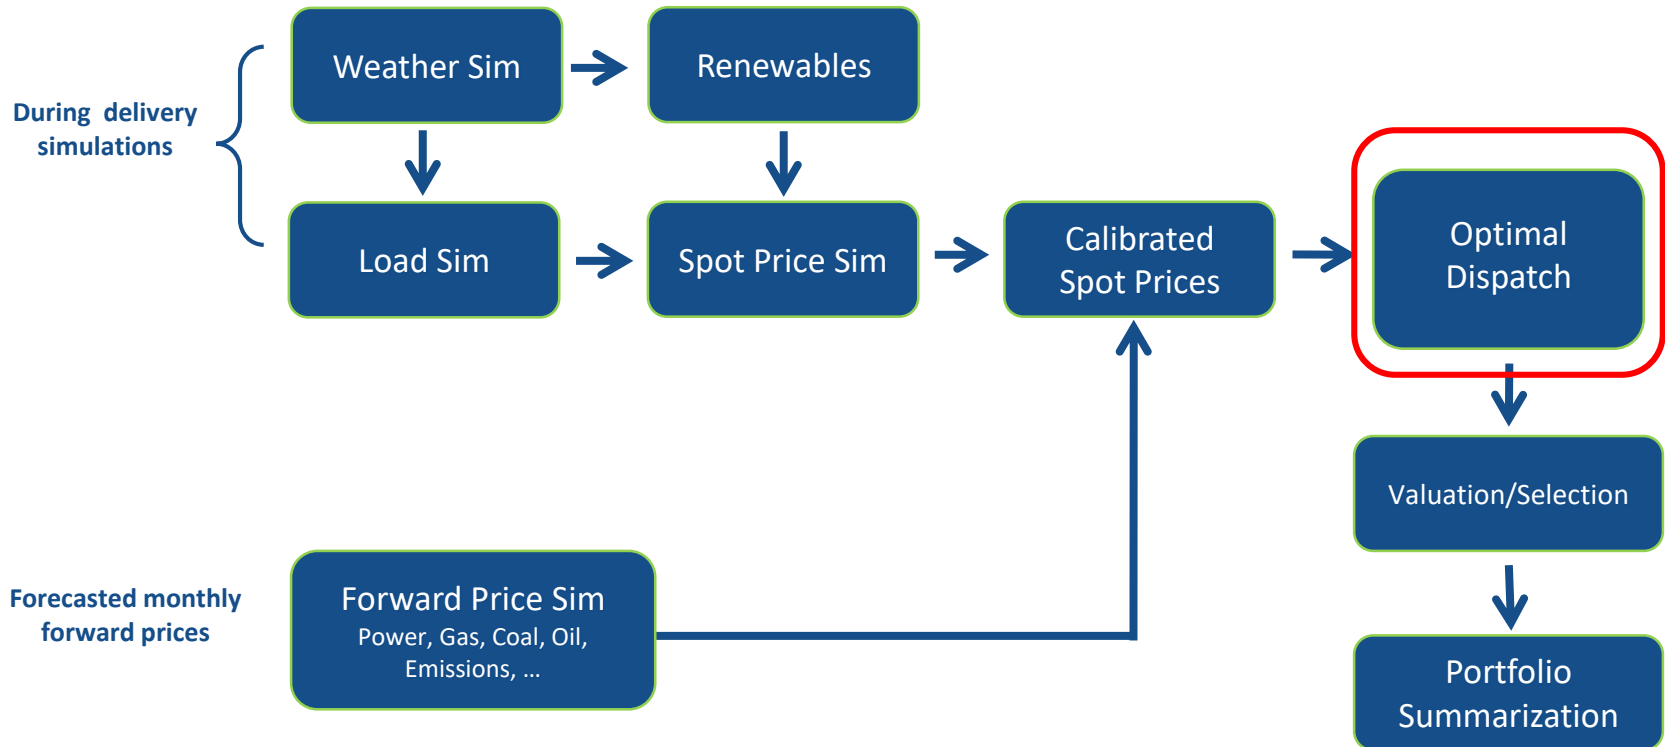 Weather Sim
Renewables
During delivery
simulations
Load Sim
Spot Price Sim
Calibrated
Spot Prices
Optimal
Dispatch
Valuation/Selection
Forecasted monthly
forward prices
Forward Price Sim
Power, Gas, Coal, Oil,
Emissions, ...
Portfolio
Summarization